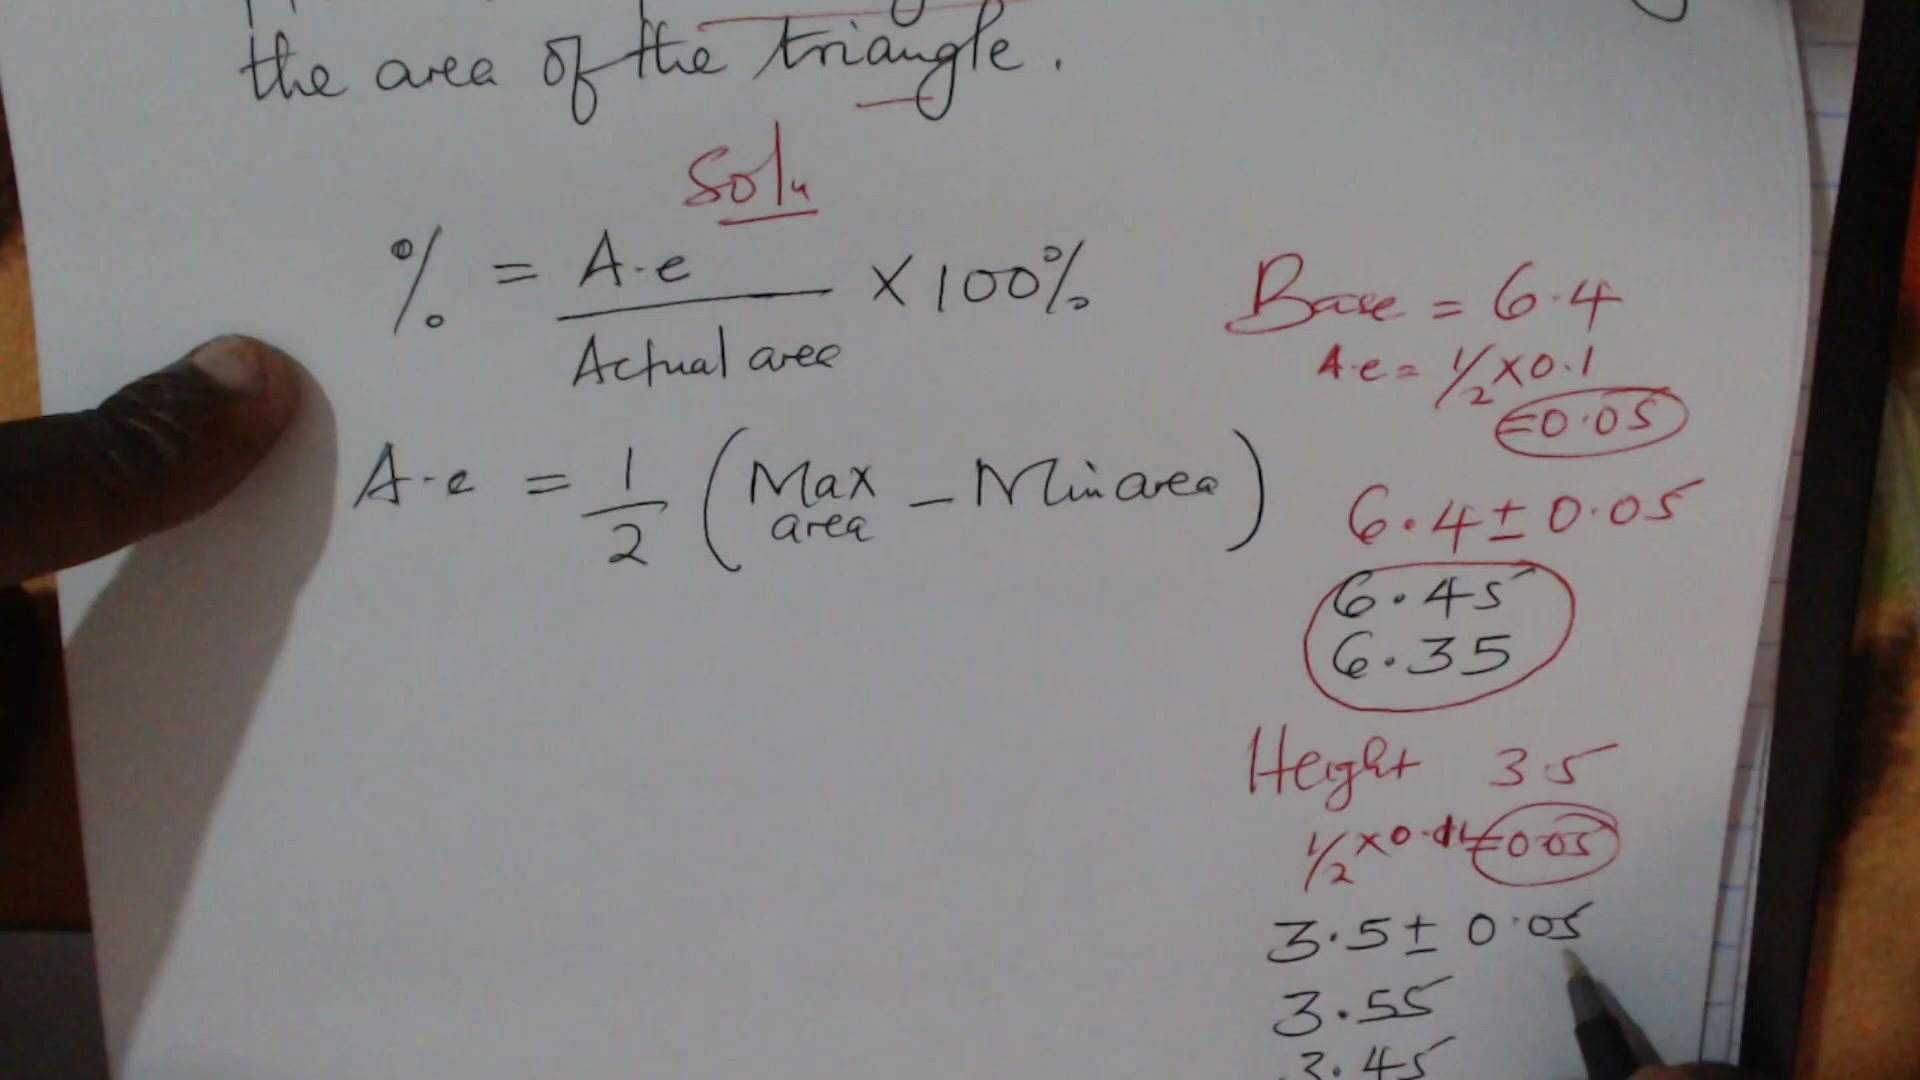 the area of the triangle.
Soln
% = A.e / Actual area × 100%
A.e = 1/2 (Max area - Min area)
Base = 6.4
A.e = 1/2 × 0.1
= 0.05
6.4 ± 0.05
6.45
6.35
Height 3.5
1/2 × 0.1 = 0.05
3.5 ± 0.05
3.55
3.45